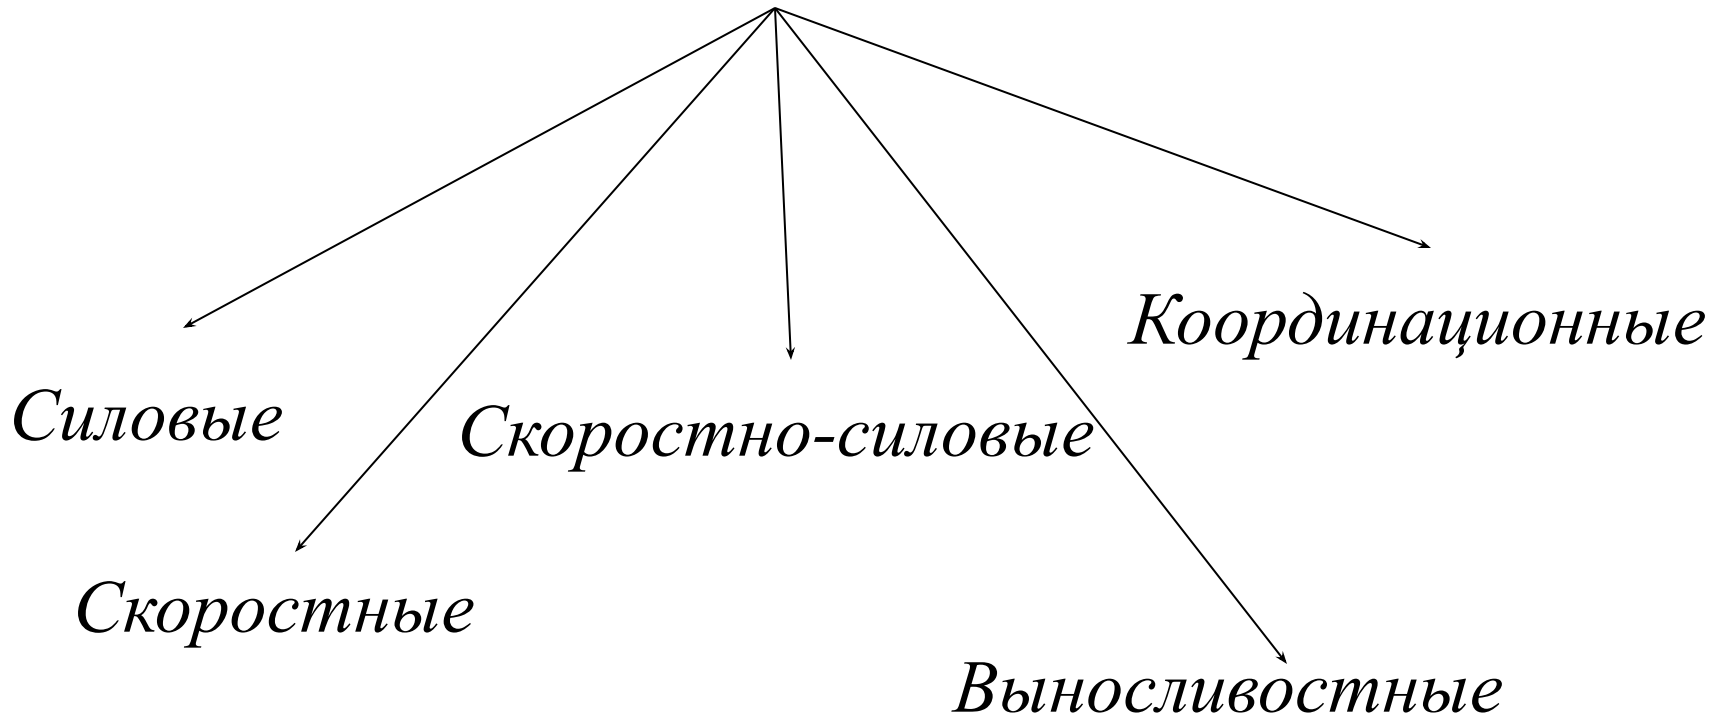 Координационные
Силовые
Скоростно-силовые
Скоростные
Выносливостные